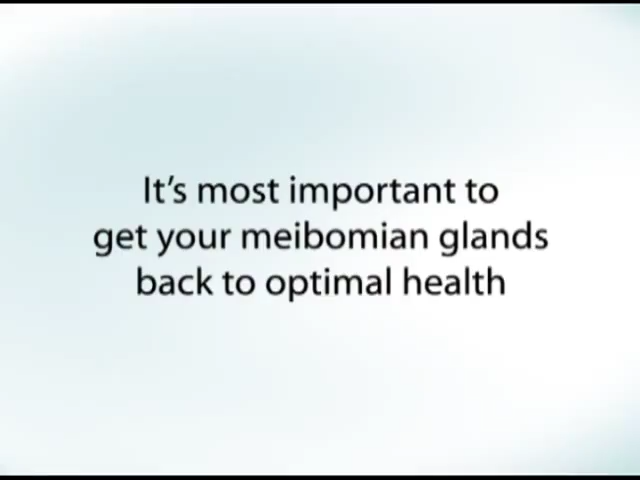 It's most important to
get your meibomian glands
back to optimal health